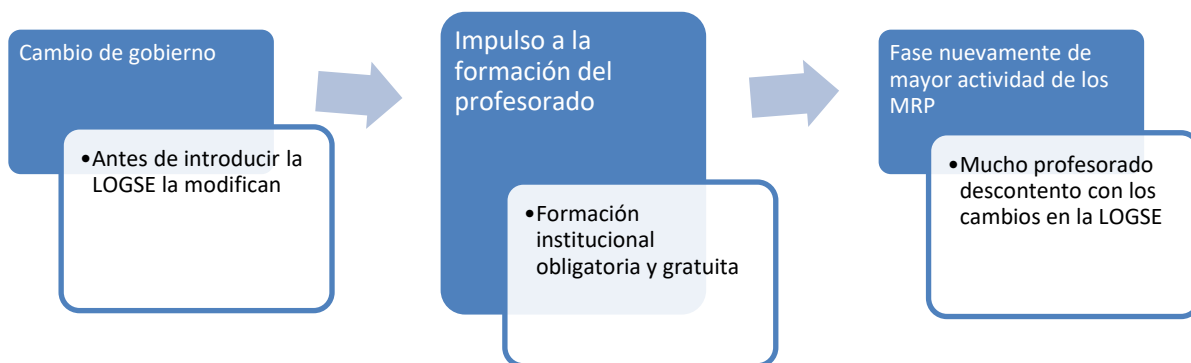 Cambio de gobierno
•Antes de introducir la
LOGSE la modifican
Impulso a la
formación del
profesorado
•Formación
institucional
obligatoria y gratuita
Fase nuevamente de
mayor actividad de los
MRP
•Mucho profesorado
descontento con los
cambios en la LOGSE